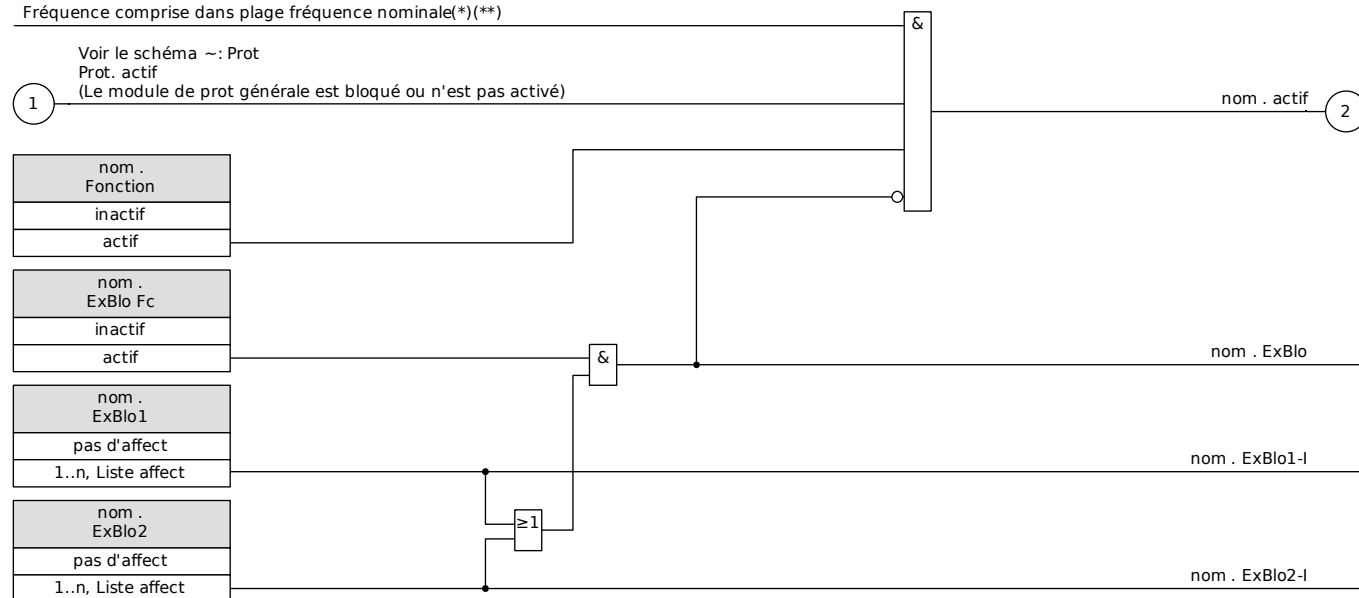 Fréquence comprise dans plage fréquence nominale(*)(**)
&
Voir le schéma ~: Prot
Prot. actif
(Le module de prot générale est bloqué ou n'est pas activé)
1
nom . actif
2
nom .
Fonction
inactif
actif
nom .
ExBlo Fc
inactif
actif
&
nom . ExBlo
nom .
ExBlo1
pas d'affect
1..n, Liste affect
nom . ExBlo1-I
≥1
nom .
ExBlo2
pas d'affect
1..n, Liste affect
nom . ExBlo2-I